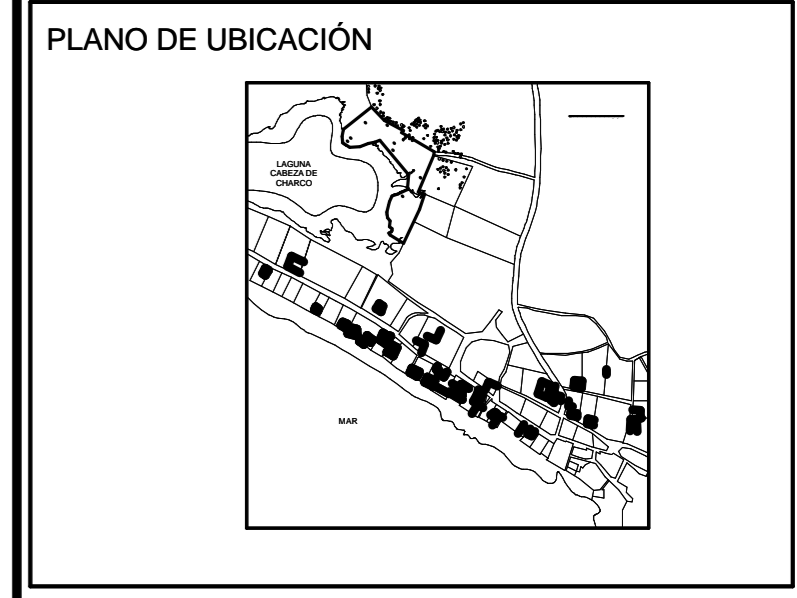 PLANO DE UBICACIÓN
LAGUNA
CABEZA DE
CHARCO
MAR